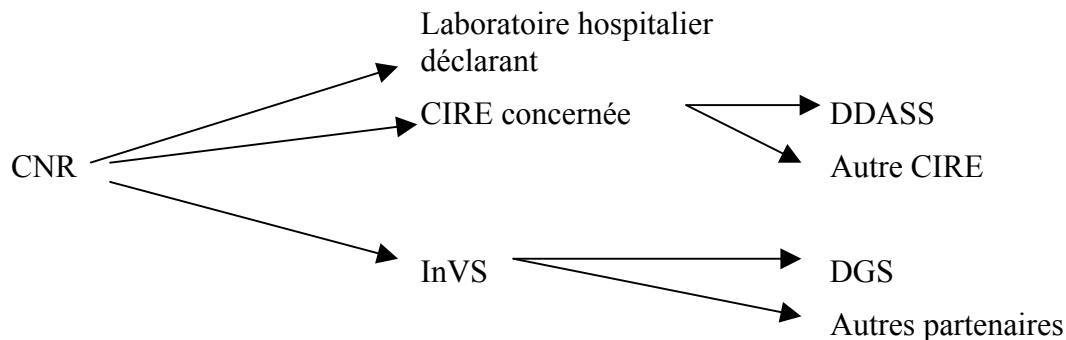 Laboratoire hospitalier
déclarant
CIRE concernée
DDASS
CNR
Autre CIRE
InVS
DGS
Autres partenaires